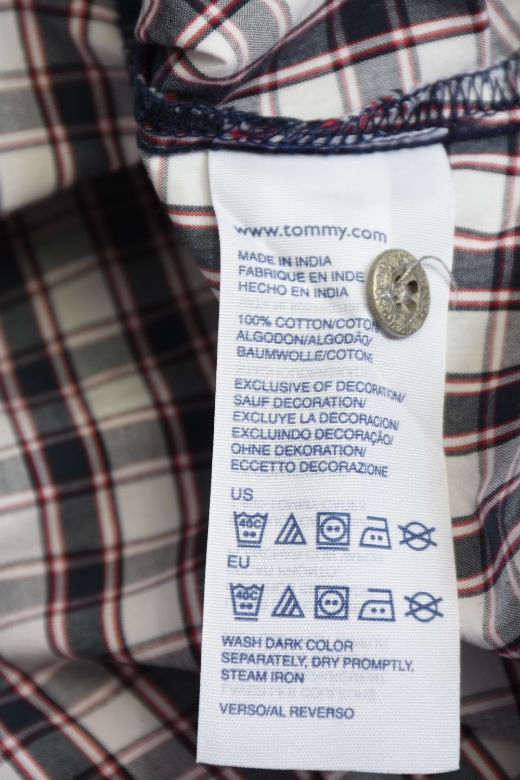 www.tommy.com
MADE IN INDIA
FABRIQUE EN INDE
HECHO EN INDIA
100% COTTON/COTON
ALGODON/ALGODÃO/
BAUMWOLLE/COTONE
EXCLUSIVE OF DECORATION/
SAUF DECORATION/
EXCLUYE LA DECORACION/
EXCLUINDO DECORAÇÃO/
OHNE DEKORATION/
ECCETTO DECORAZIONE
US
40C
EU
40C
WASH DARK COLOR
SEPARATELY, DRY PROMPTLY,
STEAM IRON
VERSO/AL REVERSO